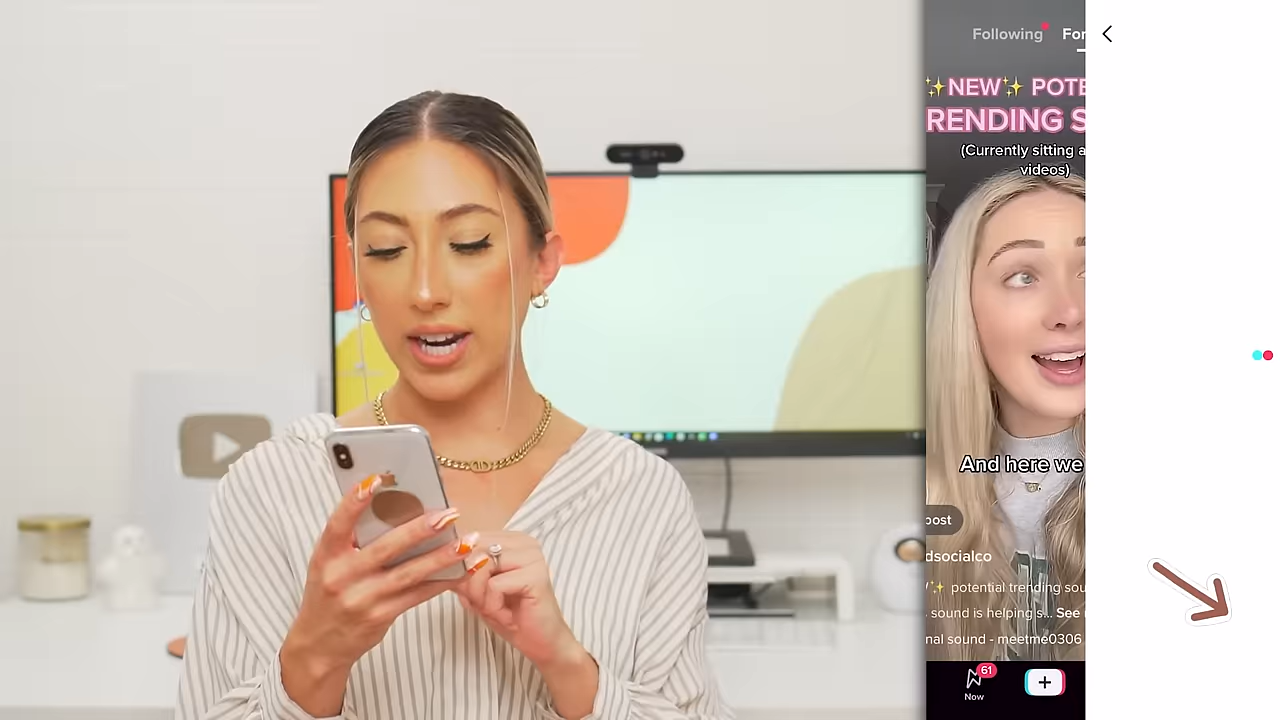 Following
For
✨NEW✨ POTE
RENDING S
(Currently sitting a
videos)
And here we
post
dsocialco
potential trending sou
sound is helping s... See
nal sound - meetme0306
61
Now